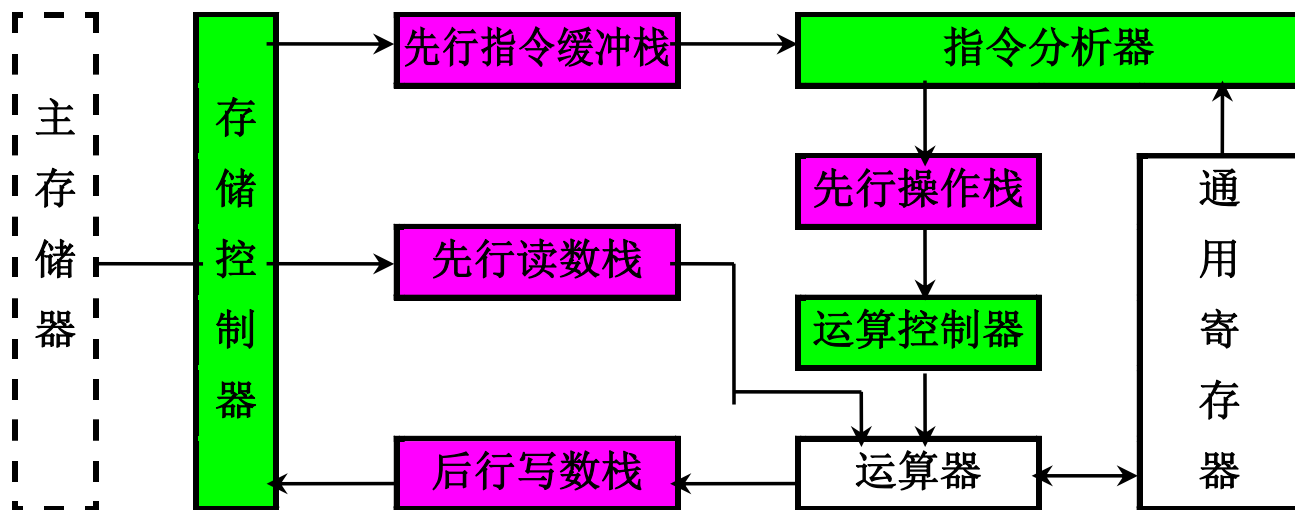 主存储器
存储控制器
先行指令缓冲栈
指令分析器
先行操作栈
通用寄存器
先行读数栈
运算控制器
后行写数栈
运算器